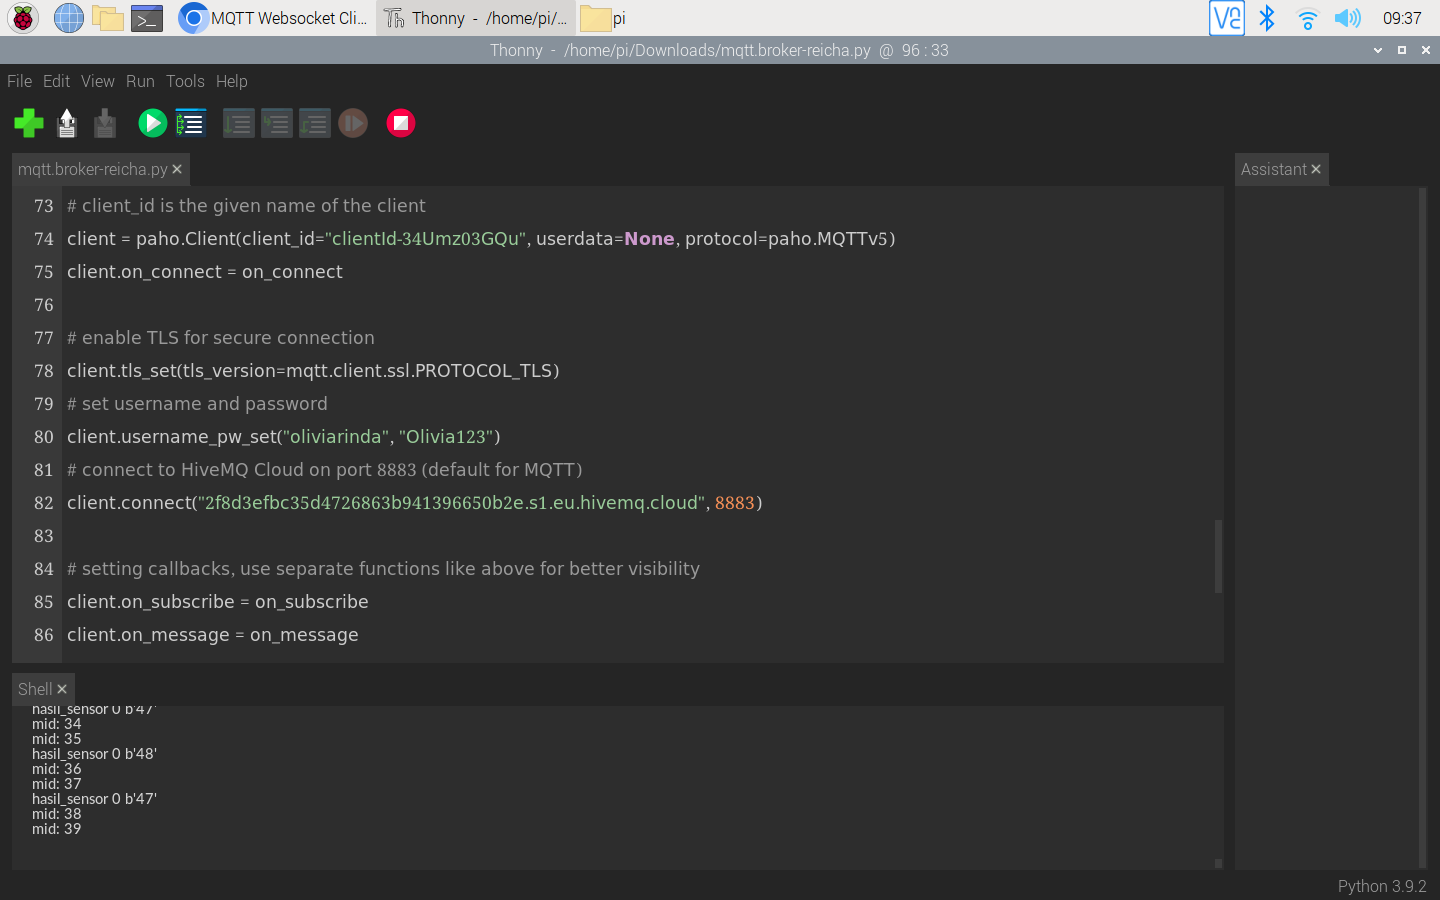 MQTT Websocket Cli...
Thonny - /home/pi/...
pi
09:37
Thonny - /home/pi/Downloads/mqtt.broker-reicha.py @ 96 : 33
File Edit View Run Tools Help
mqtt.broker-reicha.py
Assistant
73 # client_id is the given name of the client
74 client = paho.Client(client_id="clientId-34Umz03GQu", userdata=None, protocol=paho.MQTTv5)
75 client.on_connect = on_connect
76
77 # enable TLS for secure connection
78 client.tls_set(tls_version=mqtt.client.ssl.PROTOCOL_TLS)
79 # set username and password
80 client.username_pw_set("oliviarinda", "Olivia123")
81 # connect to HiveMQ Cloud on port 8883 (default for MQTT)
82 client.connect("2f8d3efbc35d4726863b941396650b2e.s1.eu.hivemq.cloud", 8883)
83
84 # setting callbacks, use separate functions like above for better visibility
85 client.on_subscribe = on_subscribe
86 client.on_message = on_message
Shell
hasil_sensor 0 b'47'
mid: 34
mid: 35
hasil_sensor 0 b'48'
mid: 36
mid: 37
hasil_sensor 0 b'47'
mid: 38
mid: 39
Python 3.9.2